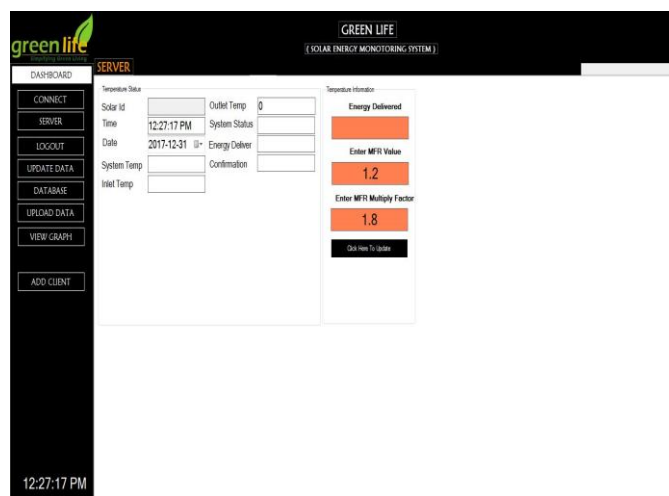 green life
Simplifying Green Living
GREEN LIFE
( SOLAR ENERGY MONOTORING SYSTEM )
DASHBOARD
CONNECT
SERVER
LOGOUT
UPDATE DATA
DATABASE
UPLOAD DATA
VIEW GRAPH
ADD CLIENT
12:27:17 PM
SERVER
Temperature Status
Solar Id
Time 12:27:17 PM
Date 2017-12-31
System Temp
Inlet Temp
Outlet Temp 0
System Status
Energy Deliver
Confirmation
Temperature Information
Energy Delivered
Enter MFR Value
1.2
Enter MFR Multiply Factor
1.8
Click Here To Update